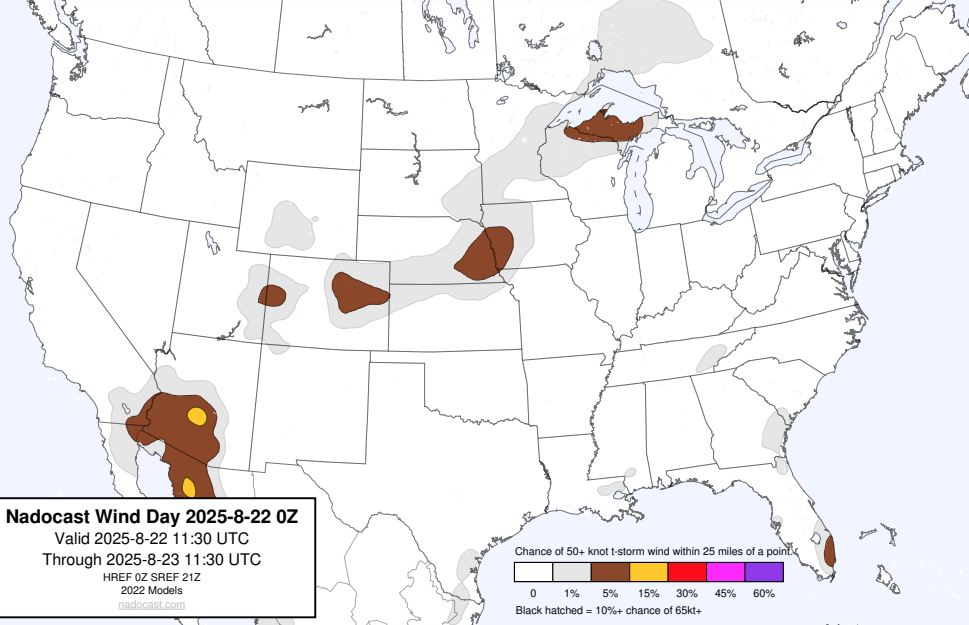 Nadocast Wind Day 2025-8-22 0Z
Valid 2025-8-22 11:30 UTC
Through 2025-8-23 11:30 UTC
HREF 0Z SREF 21Z
2022 Models
nadocast.com
Chance of 50+ knot t-storm wind within 25 miles of a point.
0 1% 5% 15% 30% 45% 60%
Black hatched = 10%+ chance of 65kt+